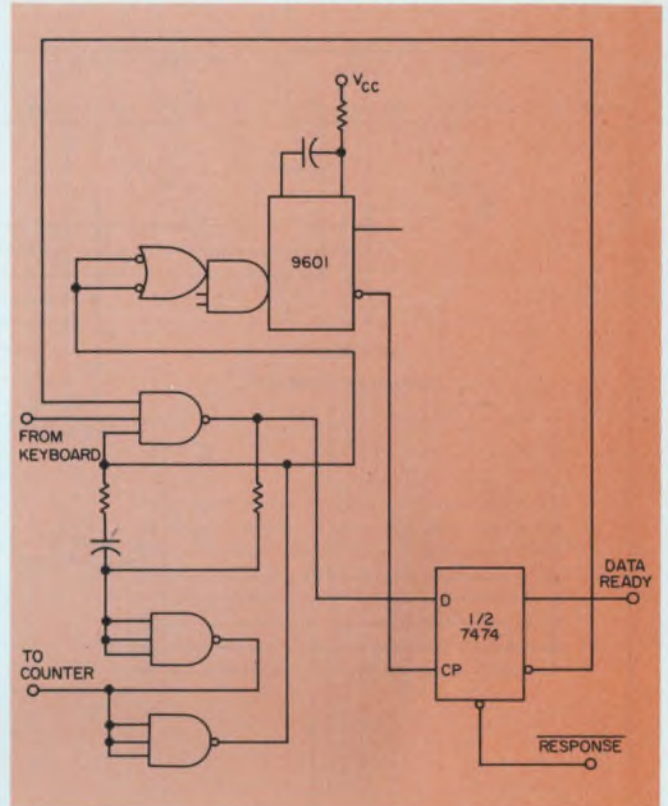 VCC
9601
FROM
KEYBOARD
DATA
READY
D
1/2
7474
CP
TO
COUNTER
RESPONSE